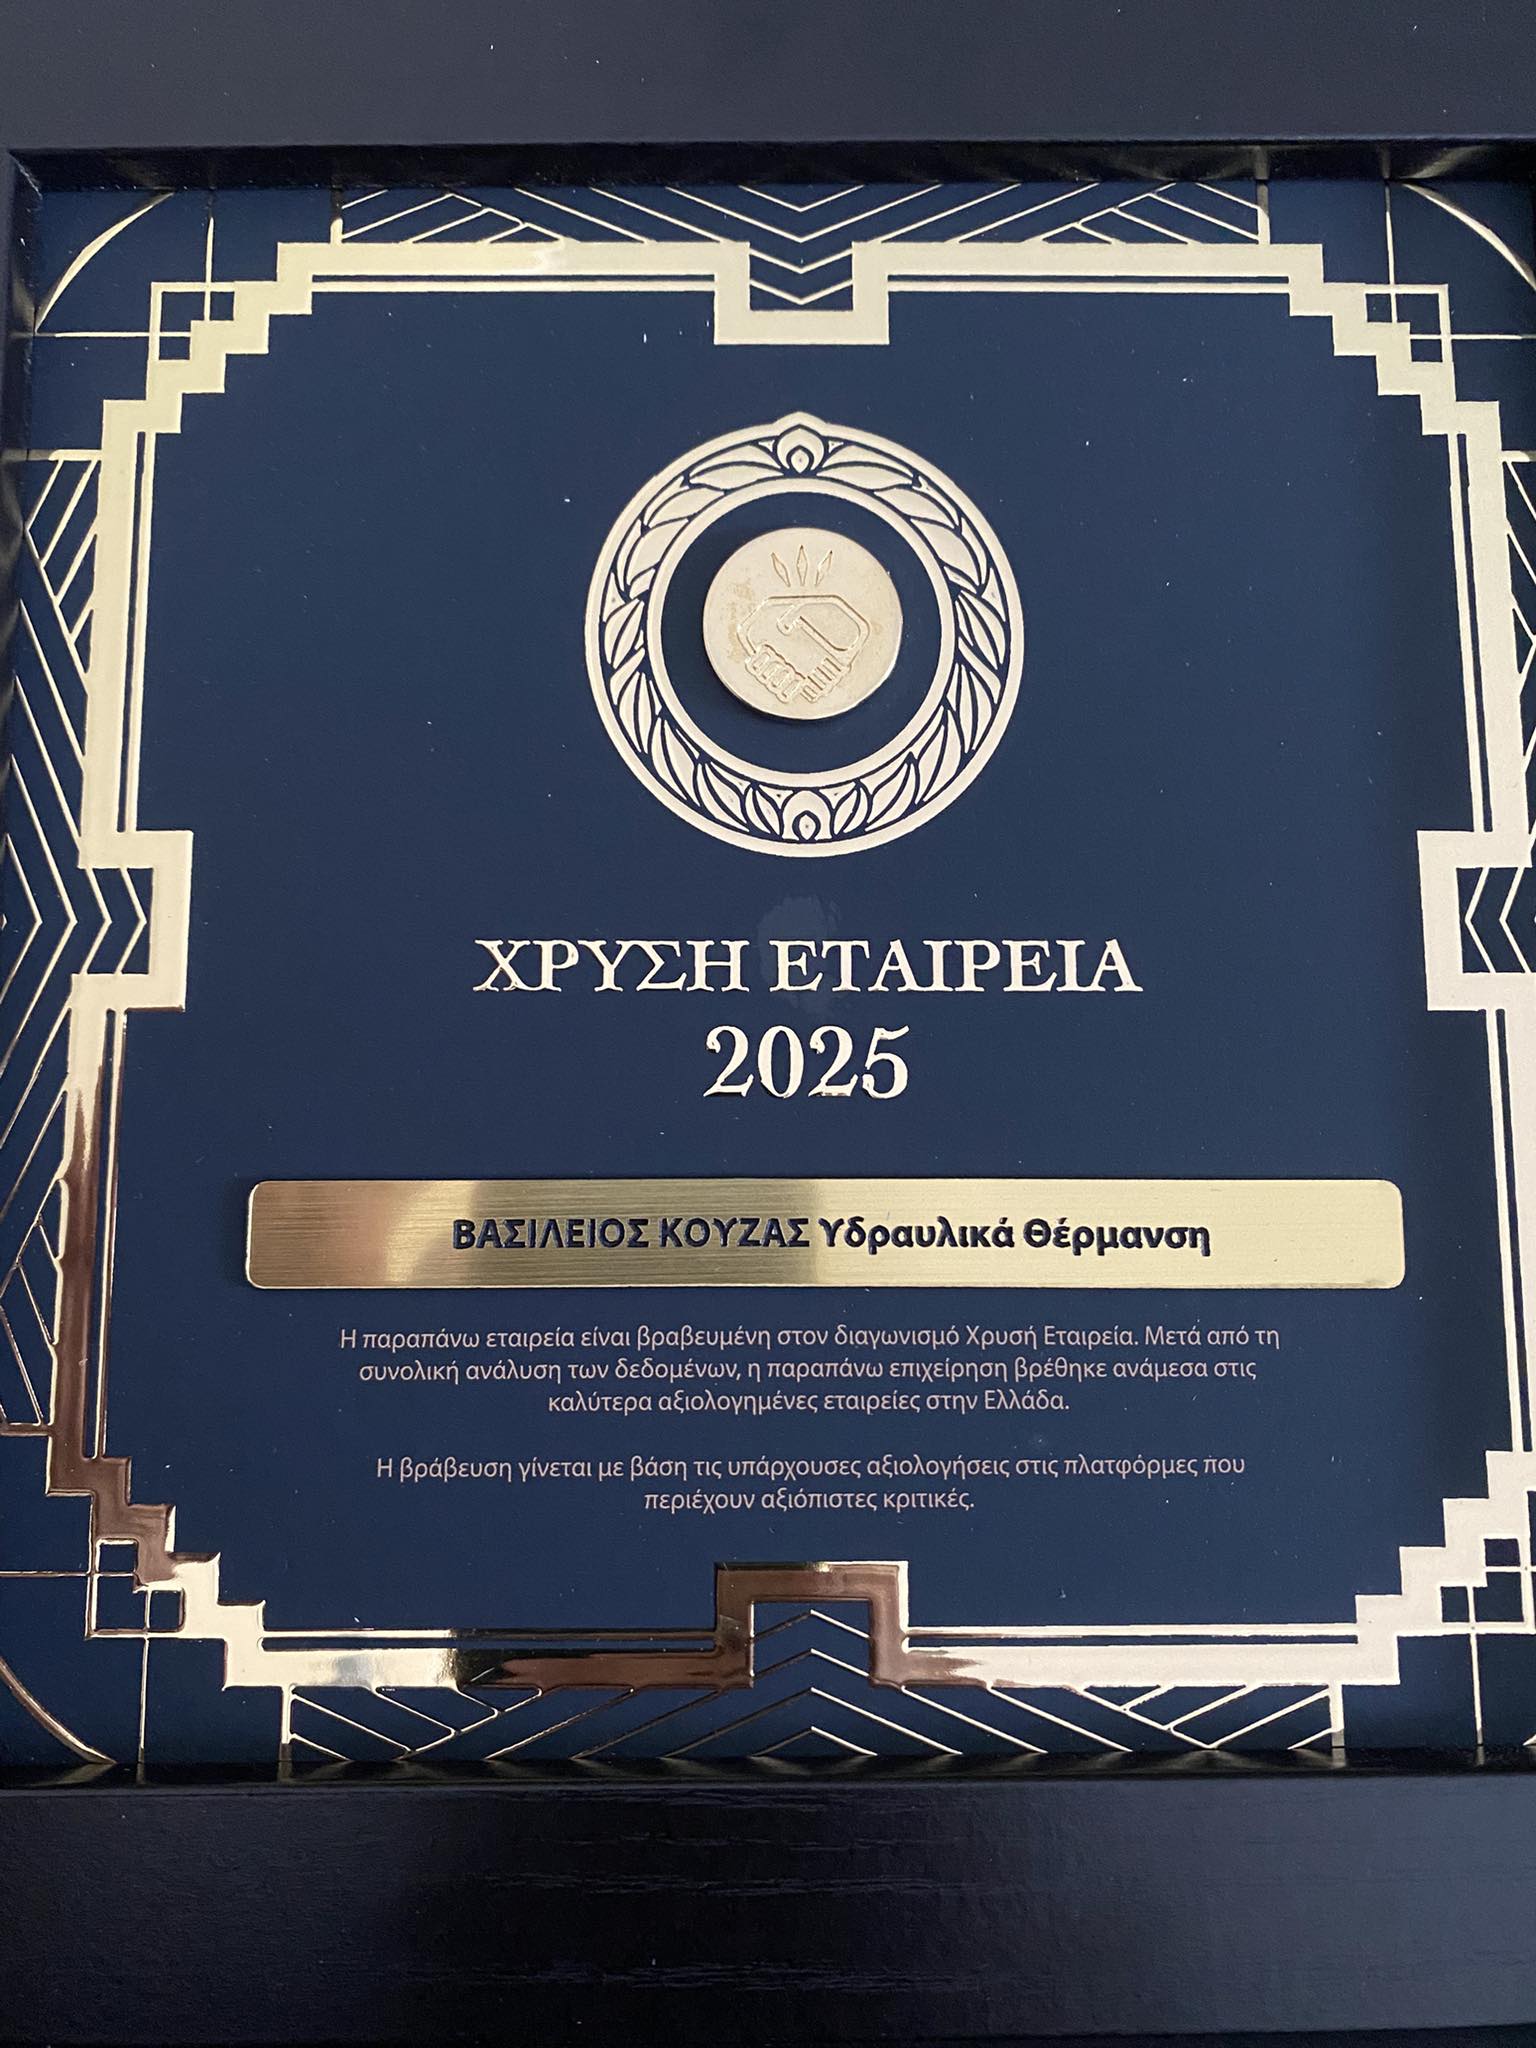 ΧΡΥΣΗ ΕΤΑΙΡΕΙΑ
2025
ΒΑΣΙΛΕΙΟΣ ΚΟΥΖΑΣ Υδραυλικά Θέρμανση
Η παραπάνω εταιρεία είναι βραβευμένη στον διαγωνισμό Χρυσή Εταιρεία. Μετά από τη
συνολική ανάλυση των δεδομένων, η παραπάνω επιχείρηση βρέθηκε ανάμεσα στις
καλύτερα αξιολογημένες εταιρείες στην Ελλάδα.
Η βράβευση γίνεται με βάση τις υπάρχουσες αξιολογήσεις στις πλατφόρμες που
περιέχουν αξιόπιστες κριτικές.